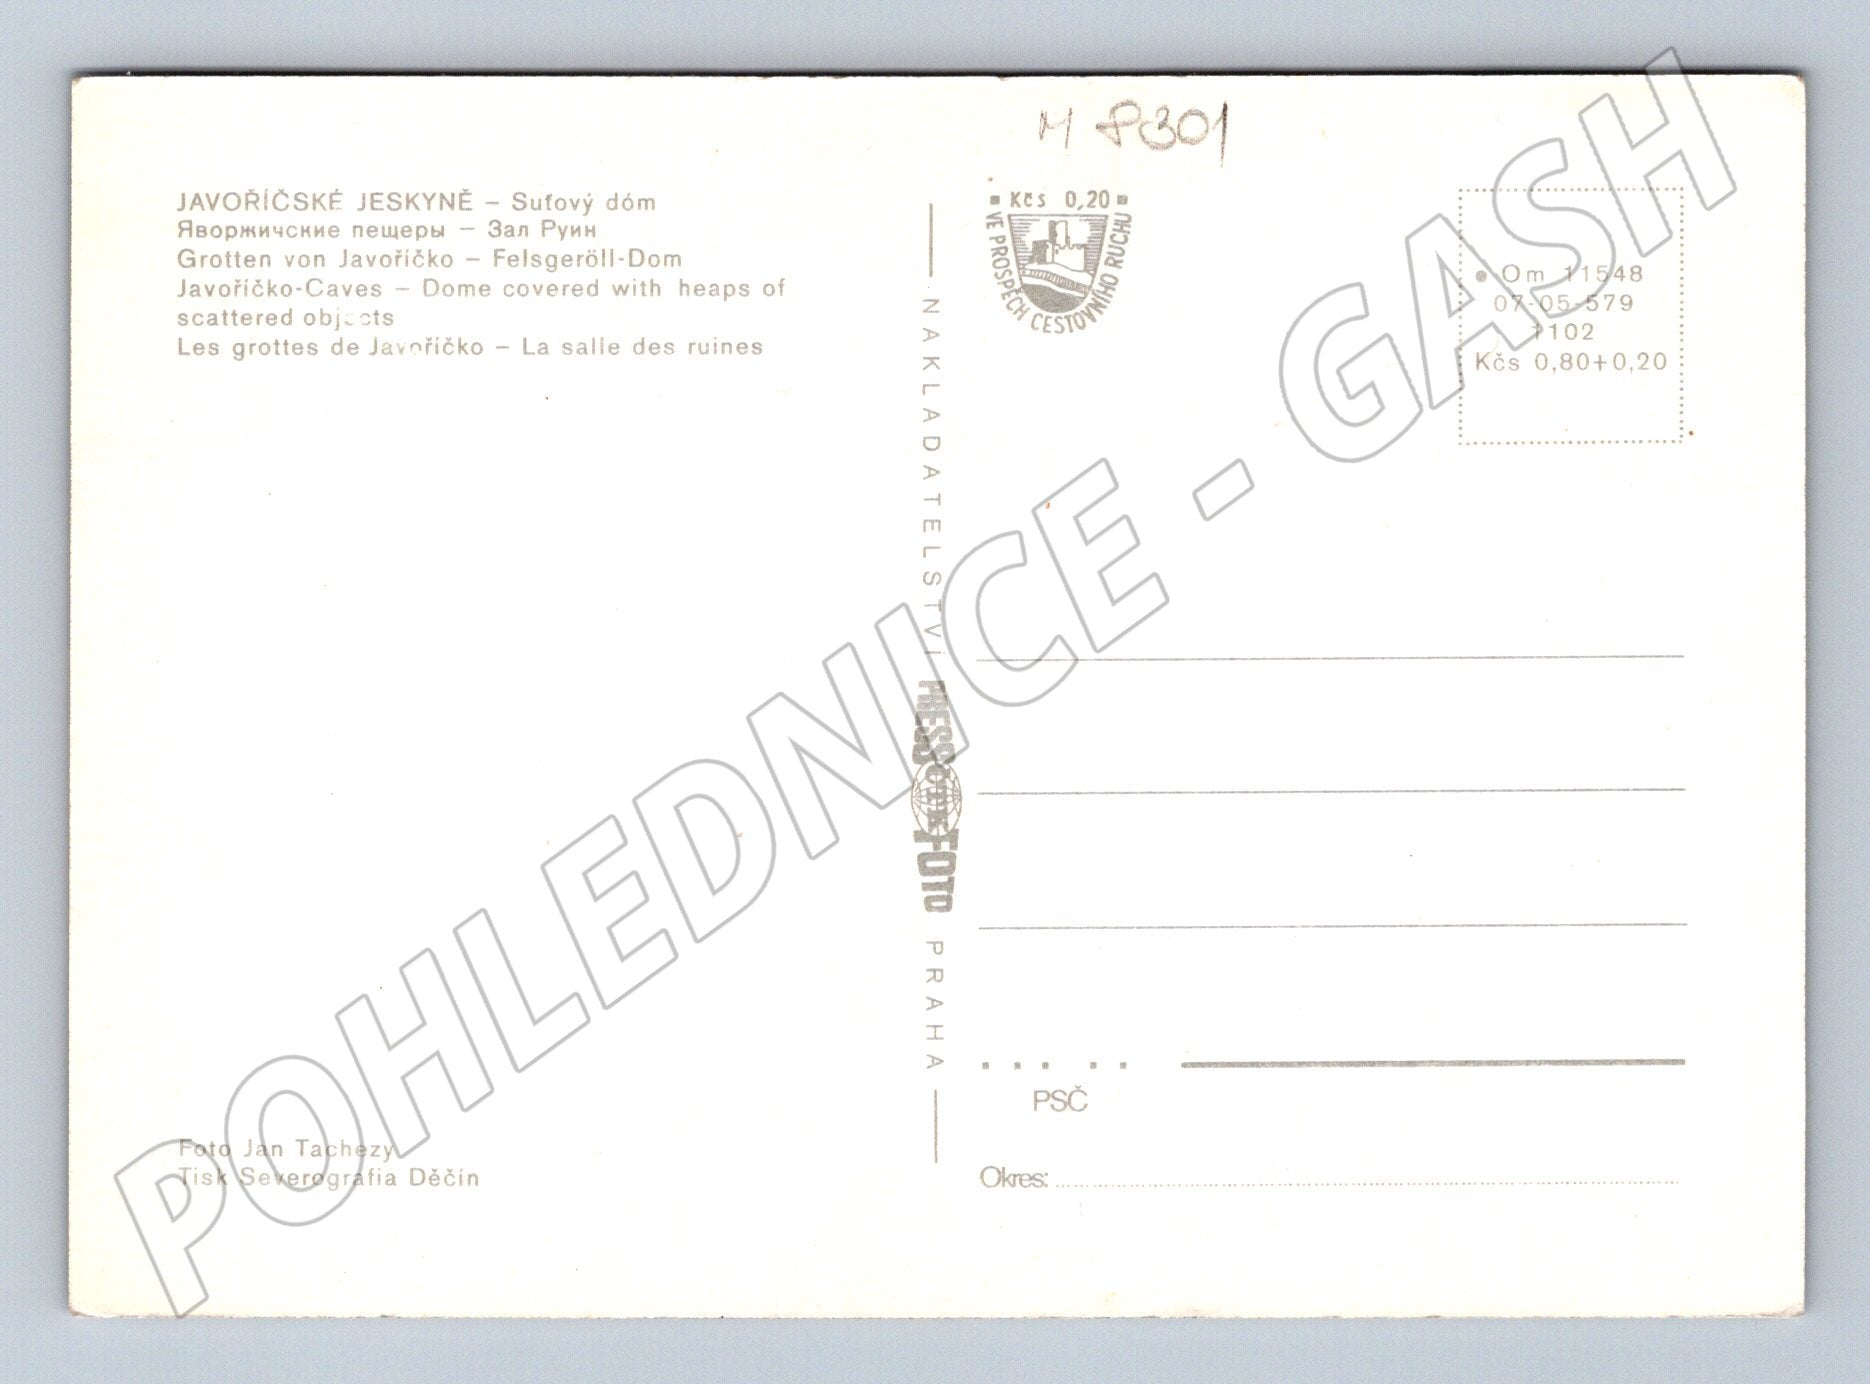 M 8301
JAVOŘÍČSKÉ JESKYNĚ – Suťový dóm
Яворжичские пещеры – Зал Руин
Grotten von Javoříčko – Felsgeröll-Dom
Javoříčko-Caves – Dome covered with heaps of
scattered objects
Les grottes de Javoříčko – La salle des ruines
Kčs 0,20
VE PROSPĚCH CESTOVNÍHO RUCHU
Om 11548
07-05-579
1102
Kčs 0,80+0,20
NAKLADATELSTVÍ PRESSFOTO PRAHA
PSČ
Okres:
Foto Jan Tachezy
Tisk Severografia Děčín
POHLEDNICE - GASH